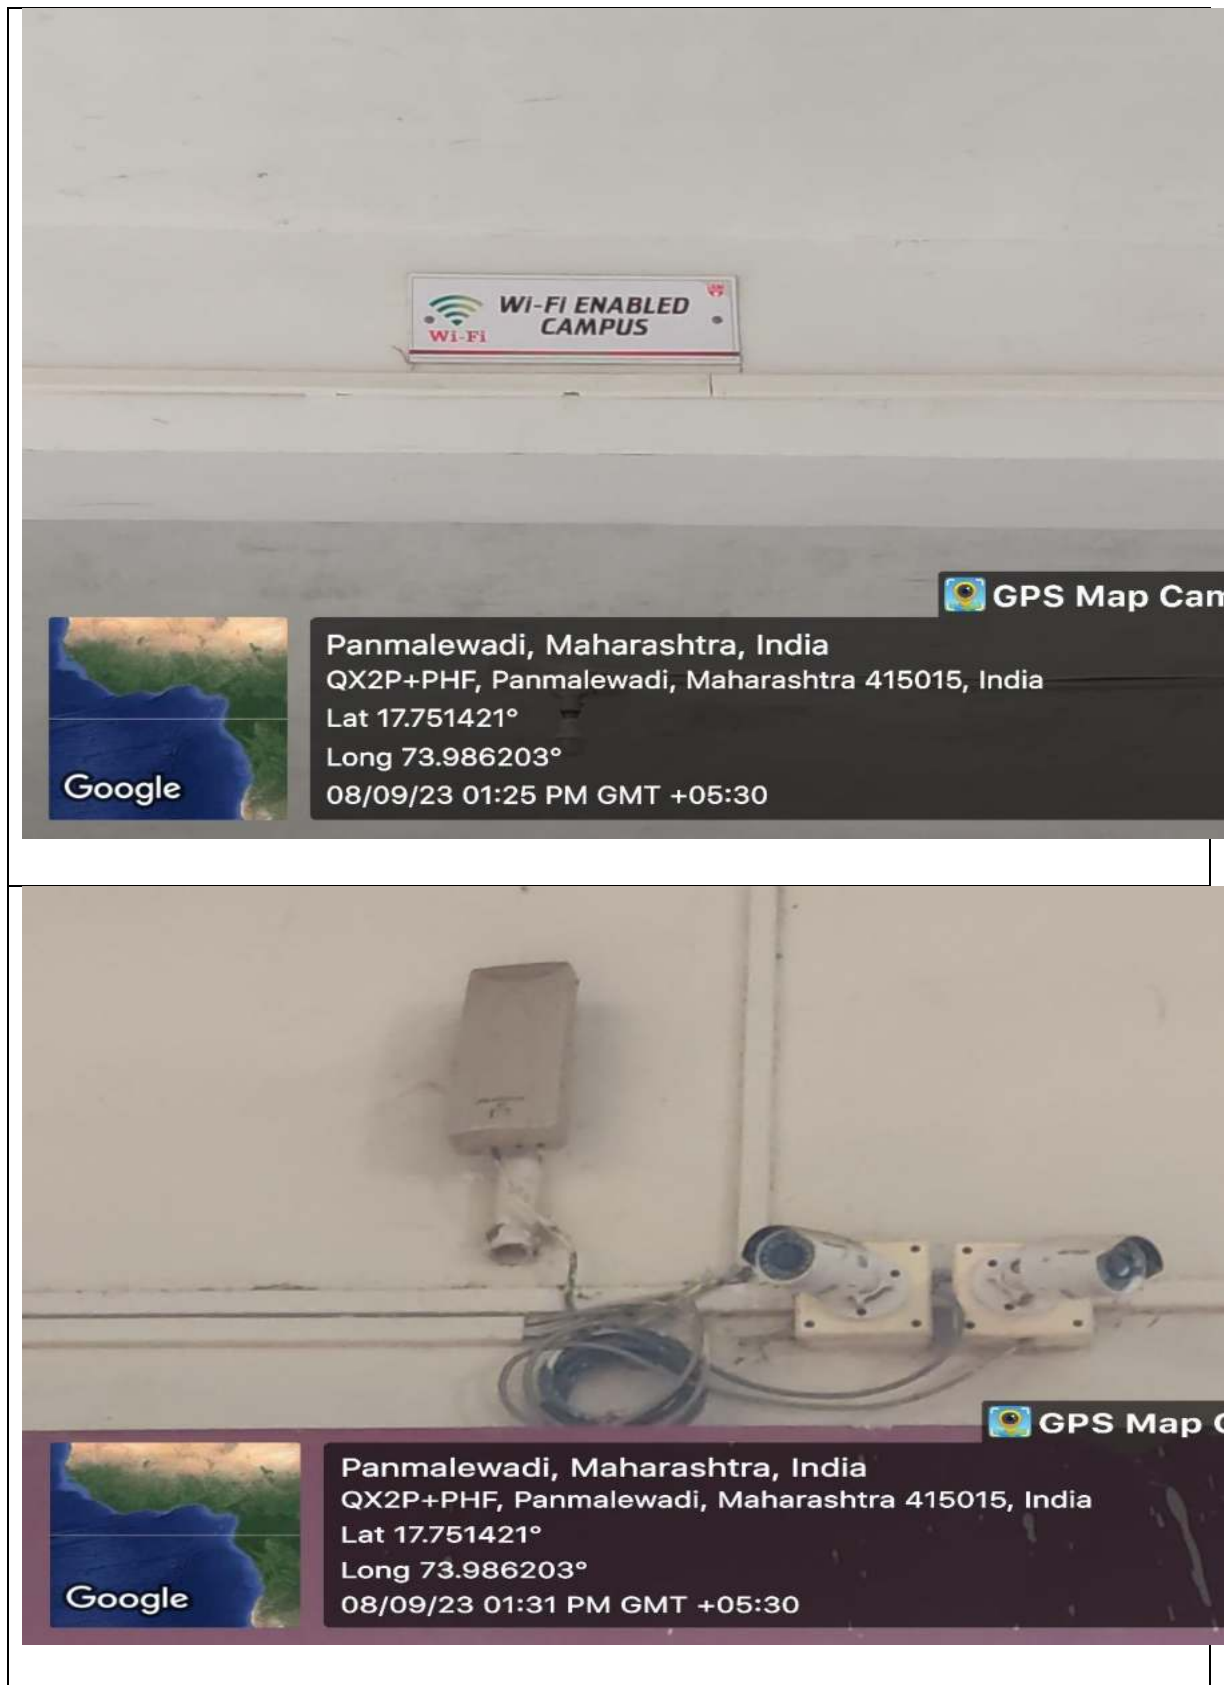 Wi-Fi ENABLED
CAMPUS
Wi-Fi
GPS Map Cam
Panmalewadi, Maharashtra, India
QX2P+PHF, Panmalewadi, Maharashtra 415015, India
Lat 17.751421°
Long 73.986203°
08/09/23 01:25 PM GMT +05:30
Google
GPS Map C
Panmalewadi, Maharashtra, India
QX2P+PHF, Panmalewadi, Maharashtra 415015, India
Lat 17.751421°
Long 73.986203°
08/09/23 01:31 PM GMT +05:30
Google